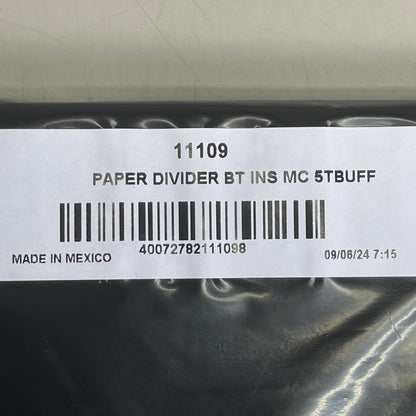 11109
PAPER DIVIDER BT INS MC 5TBUFF
40072782111098
MADE IN MEXICO
09/06/24 7:15